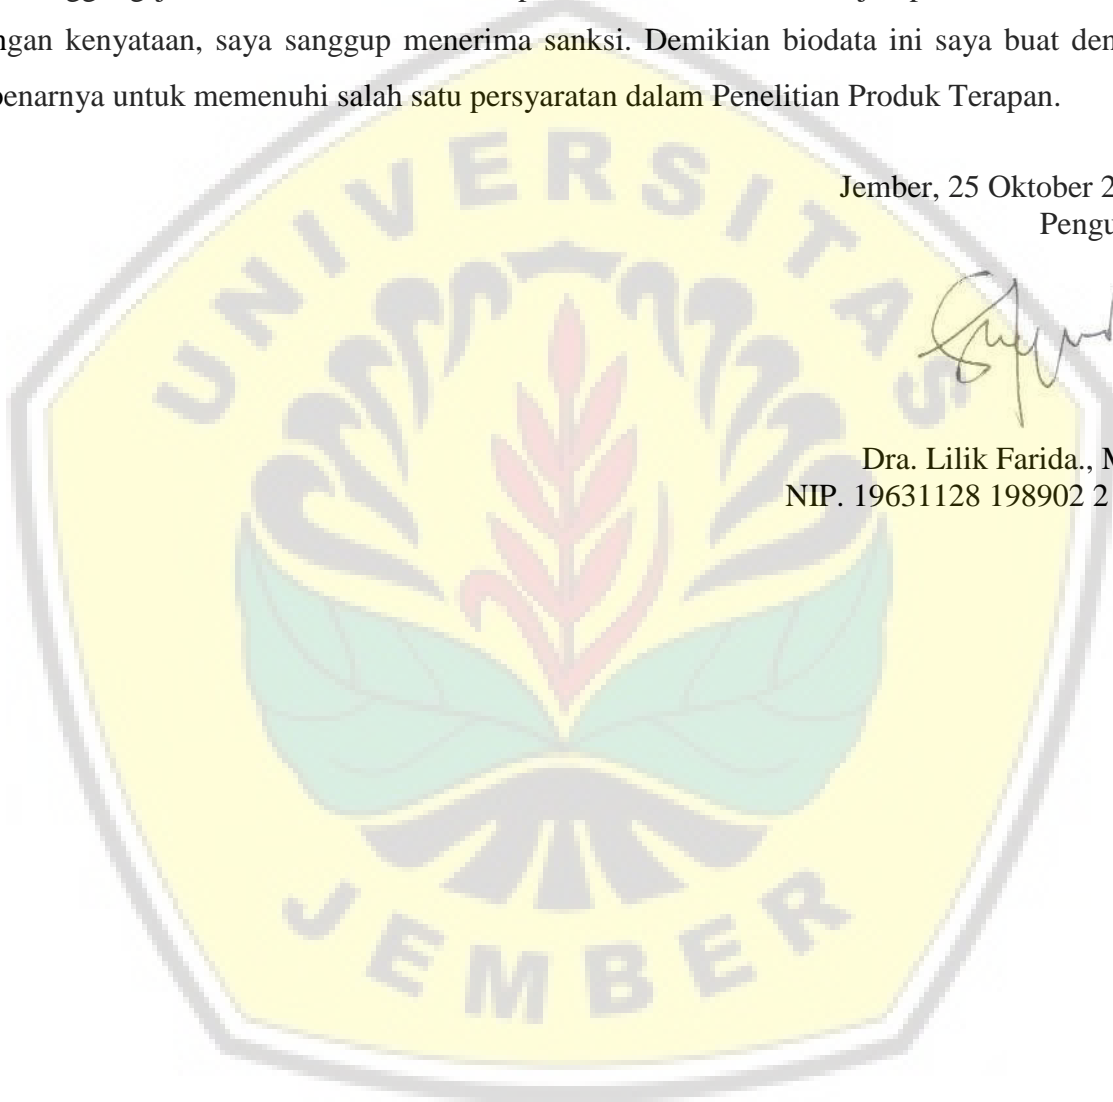 ngan kenyataan, saya sanggup menerima sanksi. Demikian biodata ini saya buat den
benarnya untuk memenuhi salah satu persyaratan dalam Penelitian Produk Terapan.
UNIVERSITAS
Jember, 25 Oktober 2
Pengu
Dra. Lilik Farida., M
NIP. 19631128 198902 2
JEMBER